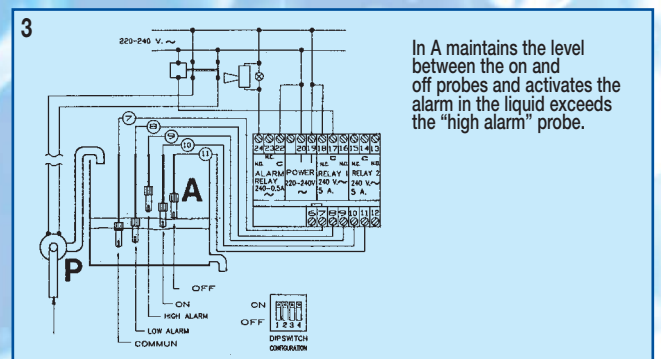 3
220-240 V. ~
In A maintains the level
between the on and
off probes and activates the
alarm in the liquid exceeds
the “high alarm” probe.
7
8
9
10
11
A
24 23 22 20 19 18 17 16 15 14 13
N.C. N.C. C N.C. C
N.O. C N.O. N.O.
ALARM POWER RELAY 1 RELAY 2
RELAY 220-240V 240 V.~ 240 V.~
240-0,5A ~ 5 A. 5 A.
6 7 8 9 10 11 12
P
OFF
ON
HIGH ALARM
LOW ALARM
COMMUN
ON
OFF
1 2 3 4
DIPSWITCH
CONFIGURATION